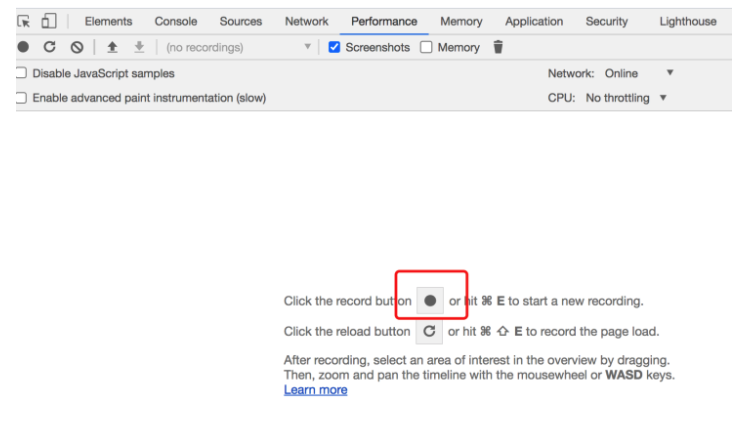 Elements Console Sources Network Performance Memory Application Security Lighthouse
(no recordings) Screenshots Memory
Disable JavaScript samples Network: Online
Enable advanced paint instrumentation (slow) CPU: No throttling
Click the record button or hit ⌘ E to start a new recording.
Click the reload button or hit ⌘ ⇧ E to record the page load.
After recording, select an area of interest in the overview by dragging.
Then, zoom and pan the timeline with the mousewheel or WASD keys.
Learn more